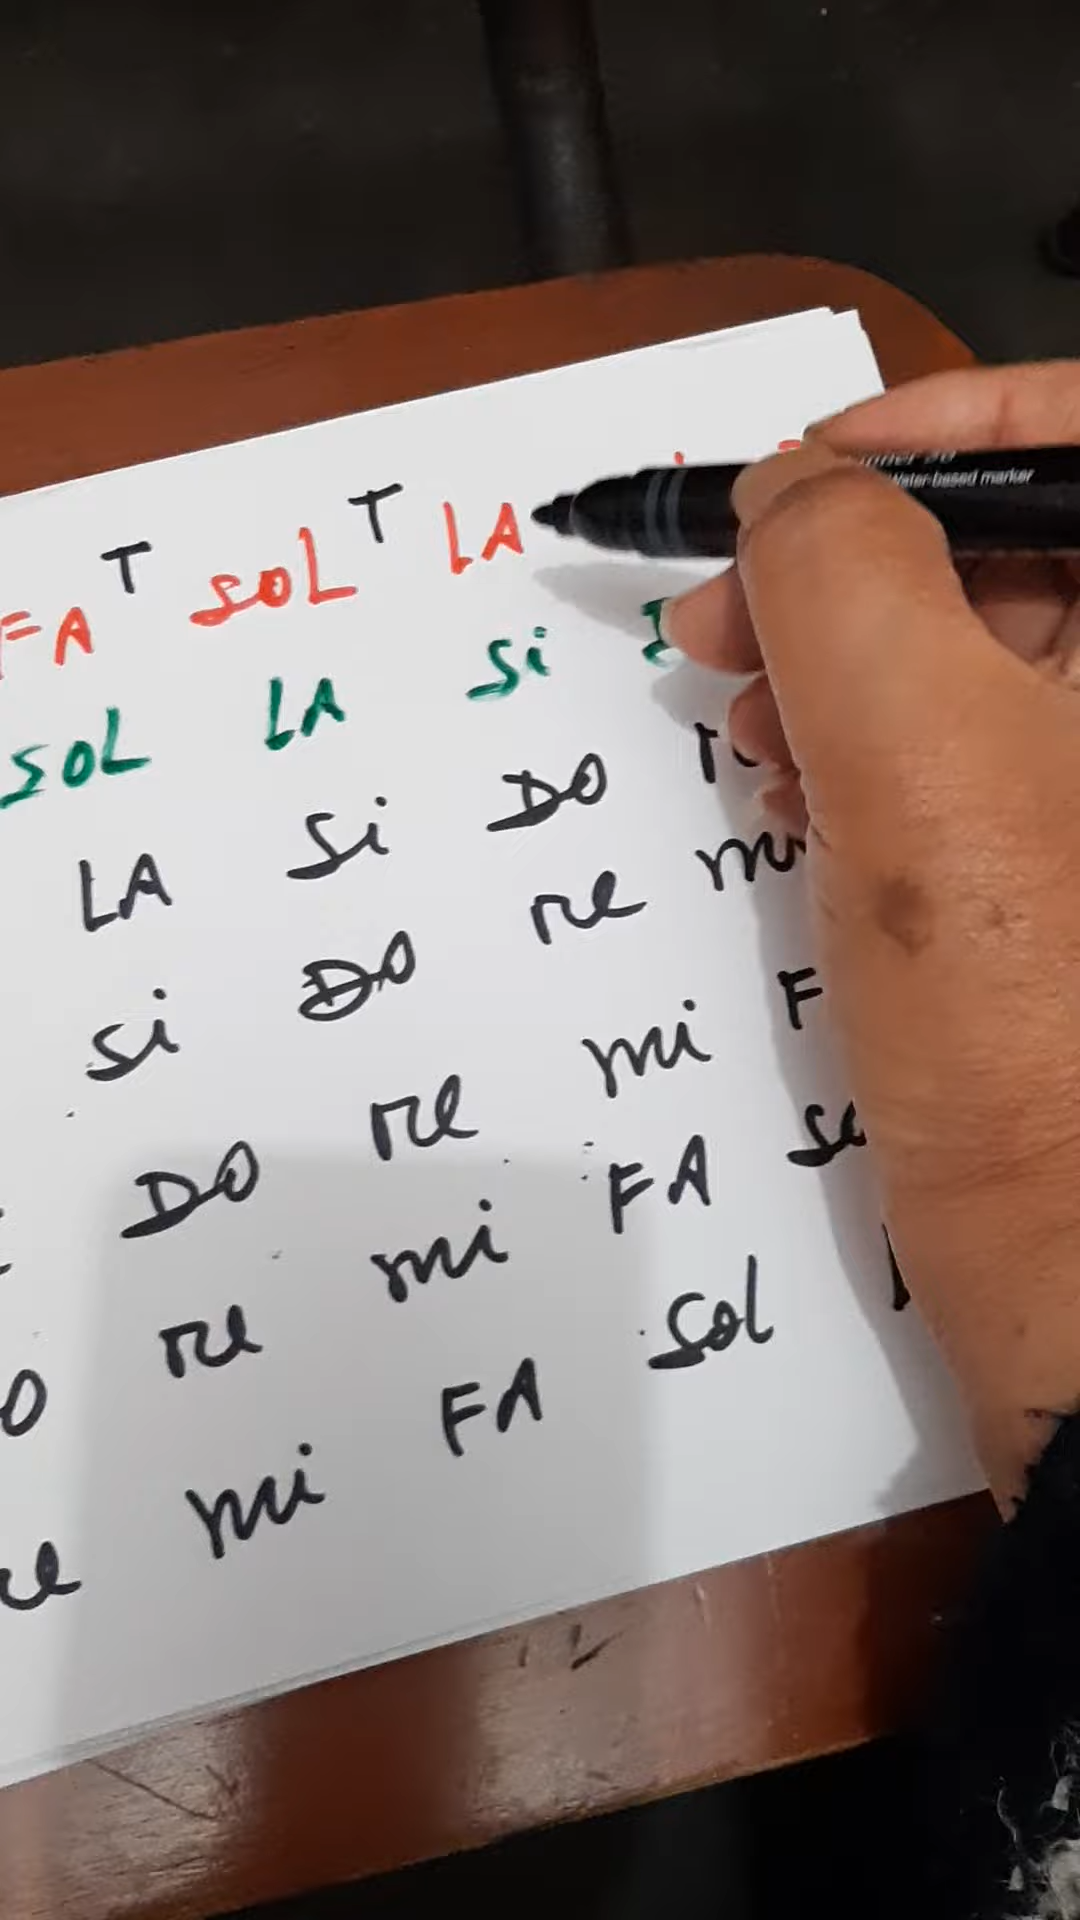 FA T SOL T LA
SOL LA Si
LA Si DO
Si DO re
DO re mi
re mi FA
mi FA Sol
Water-based marker